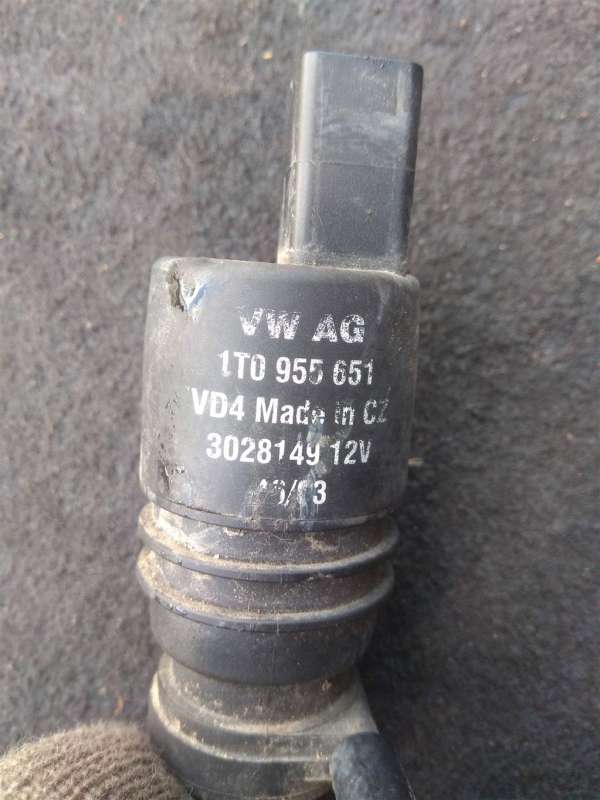 VW AG
1T0 955 651
VD4 Made in CZ
3028149 12V